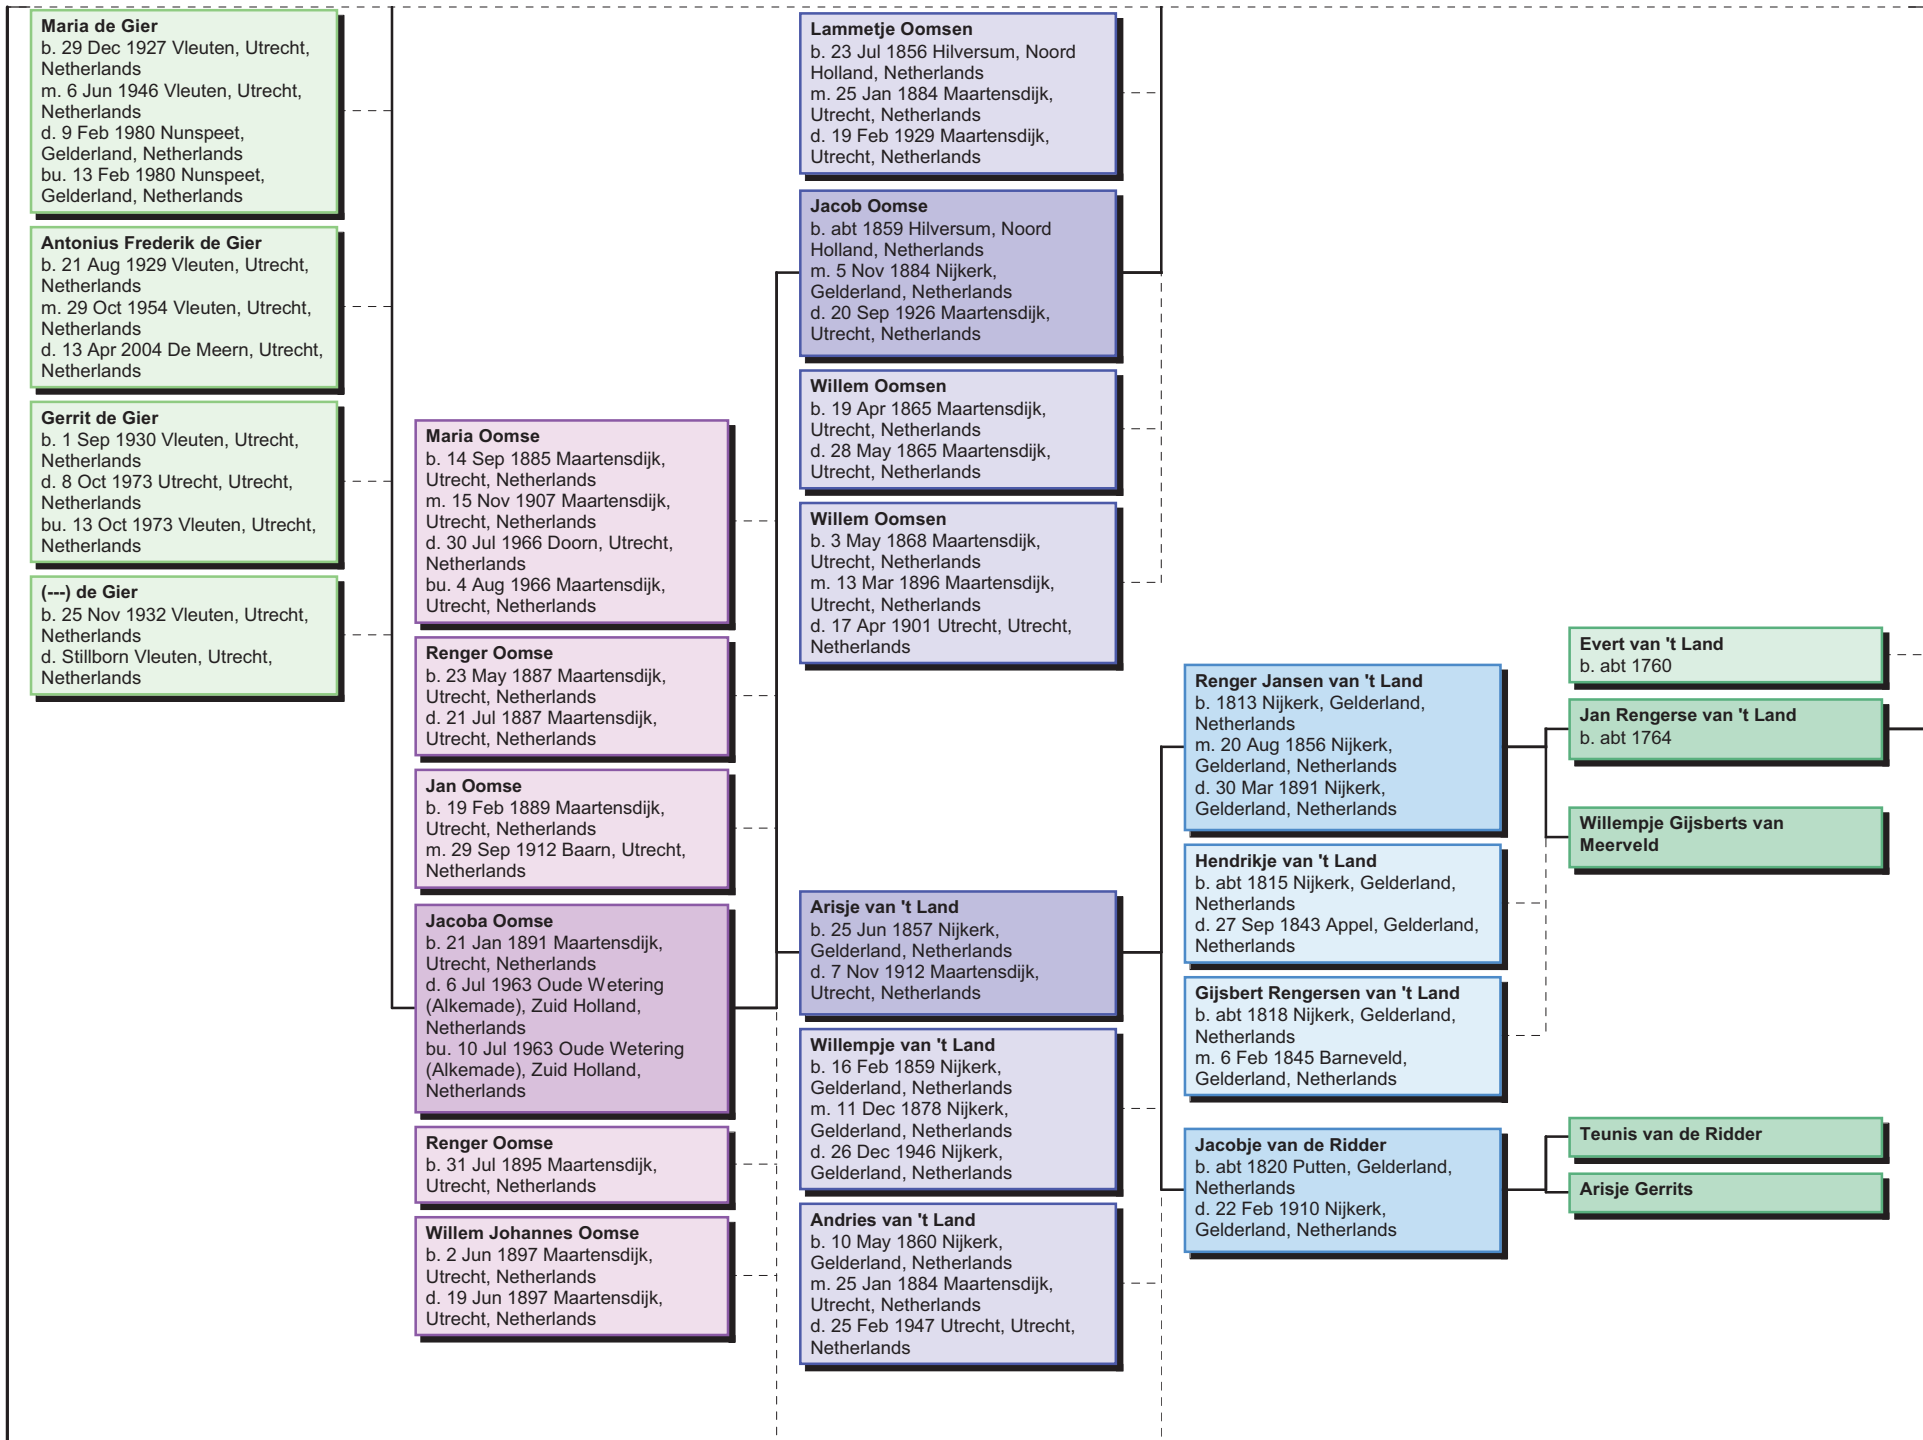 Maria de Gier
b. 29 Dec 1927 Vleuten, Utrecht,
Netherlands
m. 6 Jun 1946 Vleuten, Utrecht,
Netherlands
d. 9 Feb 1980 Nunspeet,
Gelderland, Netherlands
bu. 13 Feb 1980 Nunspeet,
Gelderland, Netherlands
Antonius Frederik de Gier
b. 21 Aug 1929 Vleuten, Utrecht,
Netherlands
m. 29 Oct 1954 Vleuten, Utrecht,
Netherlands
d. 13 Apr 2004 De Meern, Utrecht,
Netherlands
Gerrit de Gier
b. 1 Sep 1930 Vleuten, Utrecht,
Netherlands
d. 8 Oct 1973 Utrecht, Utrecht,
Netherlands
bu. 13 Oct 1973 Vleuten, Utrecht,
Netherlands
(---) de Gier
b. 25 Nov 1932 Vleuten, Utrecht,
Netherlands
d. Stillborn Vleuten, Utrecht,
Netherlands
Maria Oomse
b. 14 Sep 1885 Maartensdijk,
Utrecht, Netherlands
m. 15 Nov 1907 Maartensdijk,
Utrecht, Netherlands
d. 30 Jul 1966 Doorn, Utrecht,
Netherlands
bu. 4 Aug 1966 Maartensdijk,
Utrecht, Netherlands
Renger Oomse
b. 23 May 1887 Maartensdijk,
Utrecht, Netherlands
d. 21 Jul 1887 Maartensdijk,
Utrecht, Netherlands
Jan Oomse
b. 19 Feb 1889 Maartensdijk,
Utrecht, Netherlands
m. 29 Sep 1912 Baarn, Utrecht,
Netherlands
Jacoba Oomse
b. 21 Jan 1891 Maartensdijk,
Utrecht, Netherlands
d. 6 Jul 1963 Oude Wetering
(Alkemade), Zuid Holland,
Netherlands
bu. 10 Jul 1963 Oude Wetering
(Alkemade), Zuid Holland,
Netherlands
Renger Oomse
b. 31 Jul 1895 Maartensdijk,
Utrecht, Netherlands
Willem Johannes Oomse
b. 2 Jun 1897 Maartensdijk,
Utrecht, Netherlands
d. 19 Jun 1897 Maartensdijk,
Utrecht, Netherlands
Lammetje Oomsen
b. 23 Jul 1856 Hilversum, Noord
Holland, Netherlands
m. 25 Jan 1884 Maartensdijk,
Utrecht, Netherlands
d. 19 Feb 1929 Maartensdijk,
Utrecht, Netherlands
Jacob Oomse
b. abt 1859 Hilversum, Noord
Holland, Netherlands
m. 5 Nov 1884 Nijkerk,
Gelderland, Netherlands
d. 20 Sep 1926 Maartensdijk,
Utrecht, Netherlands
Willem Oomsen
b. 19 Apr 1865 Maartensdijk,
Utrecht, Netherlands
d. 28 May 1865 Maartensdijk,
Utrecht, Netherlands
Willem Oomsen
b. 3 May 1868 Maartensdijk,
Utrecht, Netherlands
m. 13 Mar 1896 Maartensdijk,
Utrecht, Netherlands
d. 17 Apr 1901 Utrecht, Utrecht,
Netherlands
Arisje van 't Land
b. 25 Jun 1857 Nijkerk,
Gelderland, Netherlands
d. 7 Nov 1912 Maartensdijk,
Utrecht, Netherlands
Willempje van 't Land
b. 16 Feb 1859 Nijkerk,
Gelderland, Netherlands
m. 11 Dec 1878 Nijkerk,
Gelderland, Netherlands
d. 26 Dec 1946 Nijkerk,
Gelderland, Netherlands
Andries van 't Land
b. 10 May 1860 Nijkerk,
Gelderland, Netherlands
m. 25 Jan 1884 Maartensdijk,
Utrecht, Netherlands
d. 25 Feb 1947 Utrecht, Utrecht,
Netherlands
Renger Jansen van 't Land
b. 1813 Nijkerk, Gelderland,
Netherlands
m. 20 Aug 1856 Nijkerk,
Gelderland, Netherlands
d. 30 Mar 1891 Nijkerk,
Gelderland, Netherlands
Hendrikje van 't Land
b. abt 1815 Nijkerk, Gelderland,
Netherlands
d. 27 Sep 1843 Appel, Gelderland,
Netherlands
Gijsbert Rengersen van 't Land
b. abt 1818 Nijkerk, Gelderland,
Netherlands
m. 6 Feb 1845 Barneveld,
Gelderland, Netherlands
Jacobje van de Ridder
b. abt 1820 Putten, Gelderland,
Netherlands
d. 22 Feb 1910 Nijkerk,
Gelderland, Netherlands
Evert van 't Land
b. abt 1760
Jan Rengerse van 't Land
b. abt 1764
Willempje Gijsberts van
Meerveld
Teunis van de Ridder
Arisje Gerrits